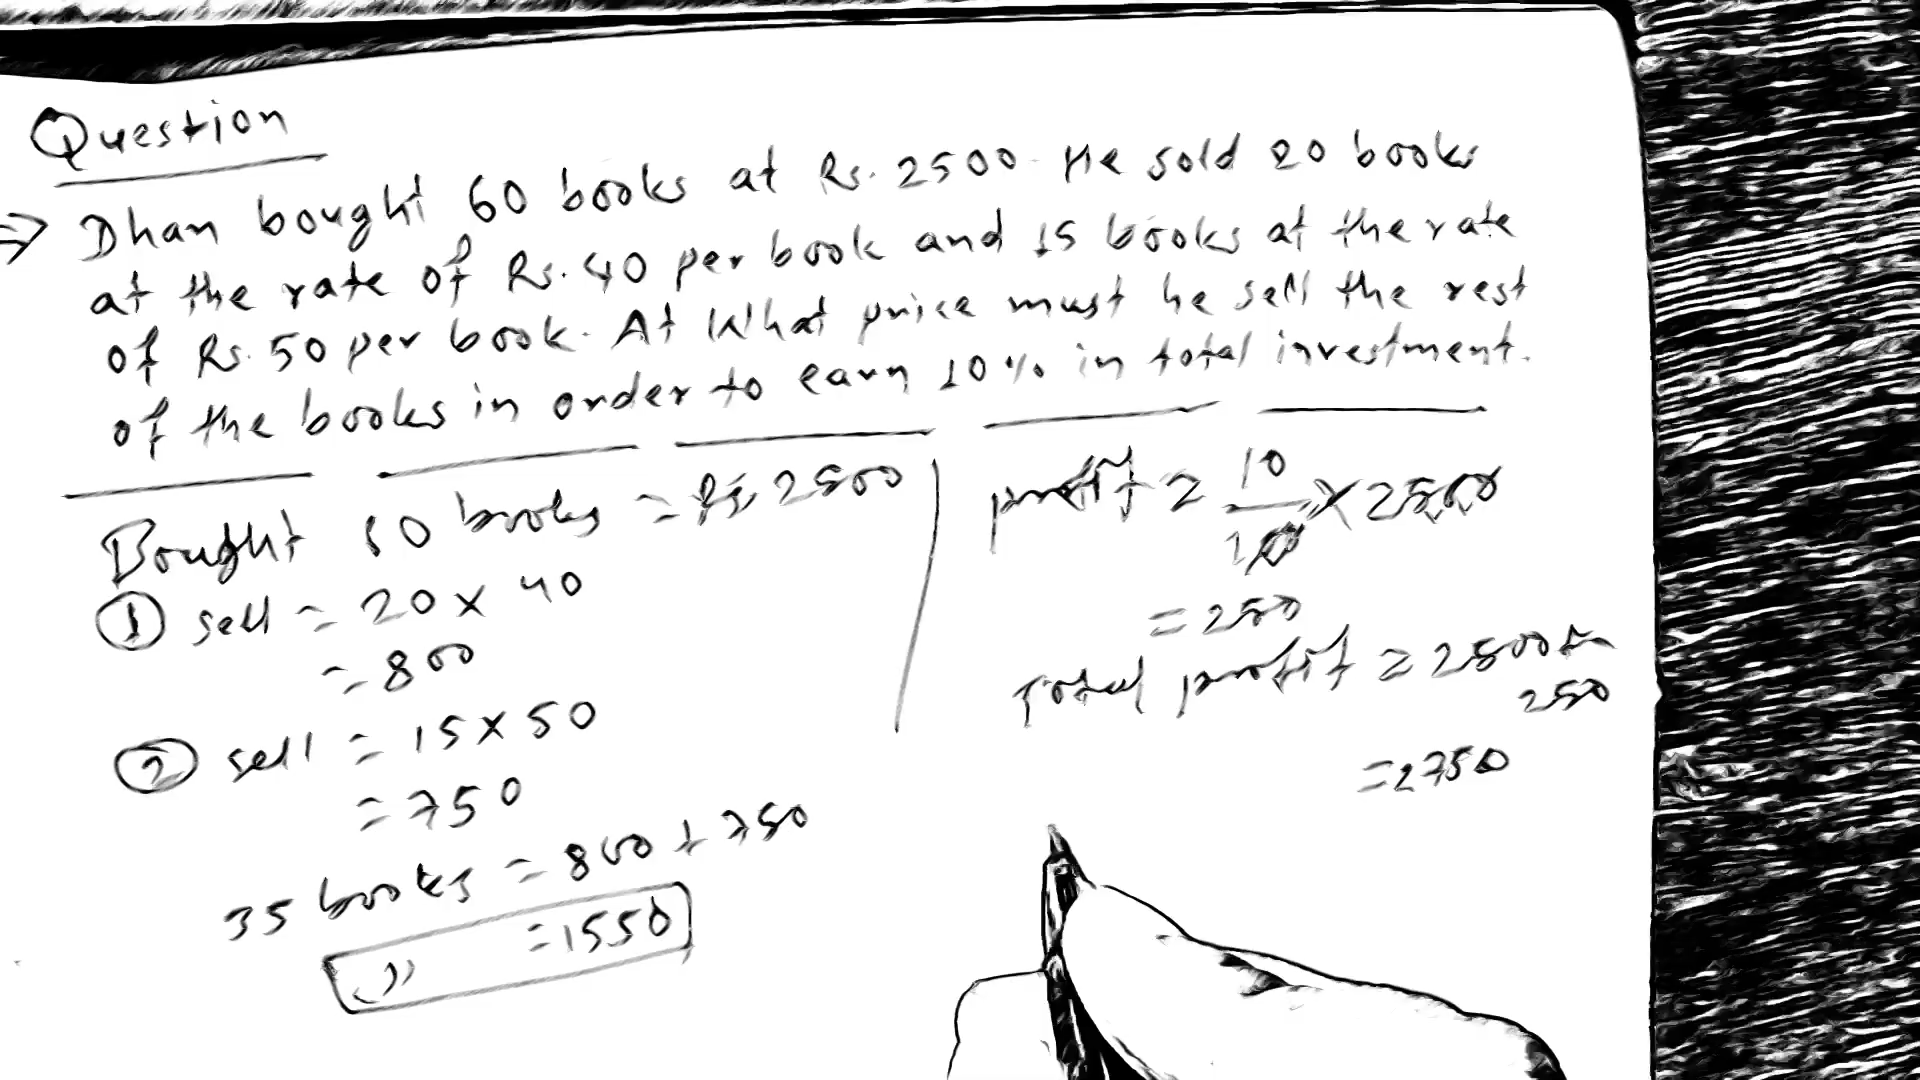 Question
=> Dhan bought 60 books at Rs. 2500. He sold 20 books
at the rate of Rs. 40 per book and 15 books at the rate
of Rs. 50 per book. At What price must he sell the rest
of the books in order to earn 10% in total investment.
Bought 60 books = Rs 2500
① sell = 20 x 40
= 800
② sell = 15 x 50
= 750
35 books = 800 + 750
= 1550
profit = 10/100 x 2500
= 250
Total profit = 2500 +
250
= 2750